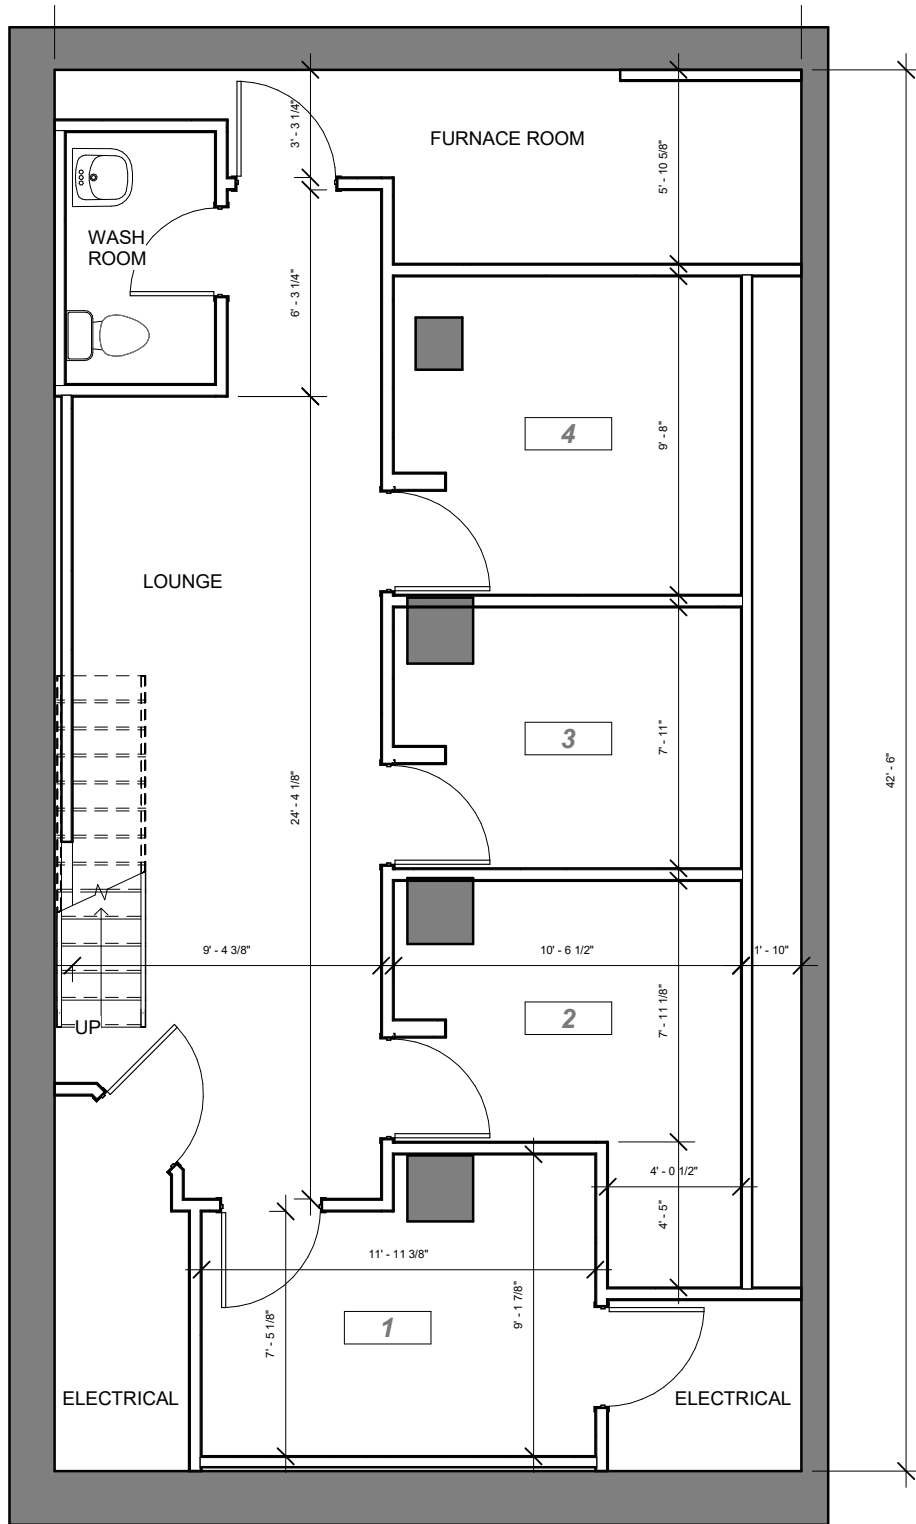 3' - 3 1/4"
FURNACE ROOM
5' - 10 5/8"
WASH
ROOM
6' - 3 1/4"
4
9' - 8"
LOUNGE
3
7' - 11"
24' - 4 1/8"
42' - 6"
9' - 4 3/8"
10' - 6 1/2"
1' - 10"
2
7' - 11 1/8"
UP
4' - 0 1/2"
4' - 5"
11' - 11 3/8"
9' - 1 7/8"
7' - 5 1/8"
1
ELECTRICAL
ELECTRICAL